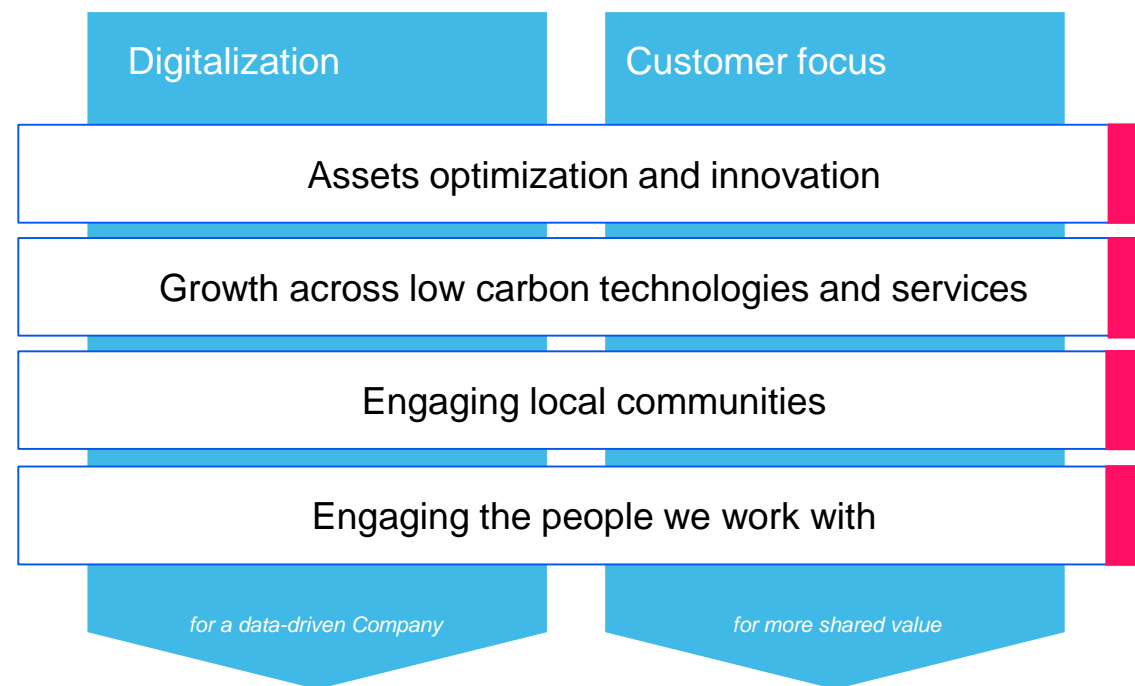 Digitalization
Customer focus
Assets optimization and innovation
Growth across low carbon technologies and services
Engaging local communities
Engaging the people we work with
for a data-driven Company
for more shared value